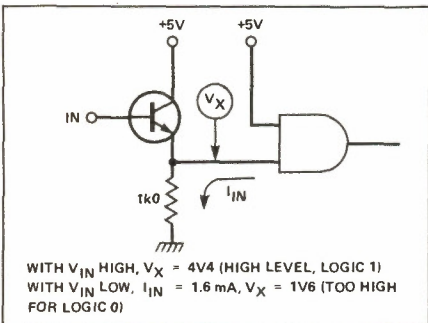 +5V +5V
IN
VX
1k0
IIN
WITH VIN HIGH, VX = 4V4 (HIGH LEVEL, LOGIC 1)
WITH VIN LOW, IIN = 1.6 mA, VX = 1V6 (TOO HIGH
FOR LOGIC 0)